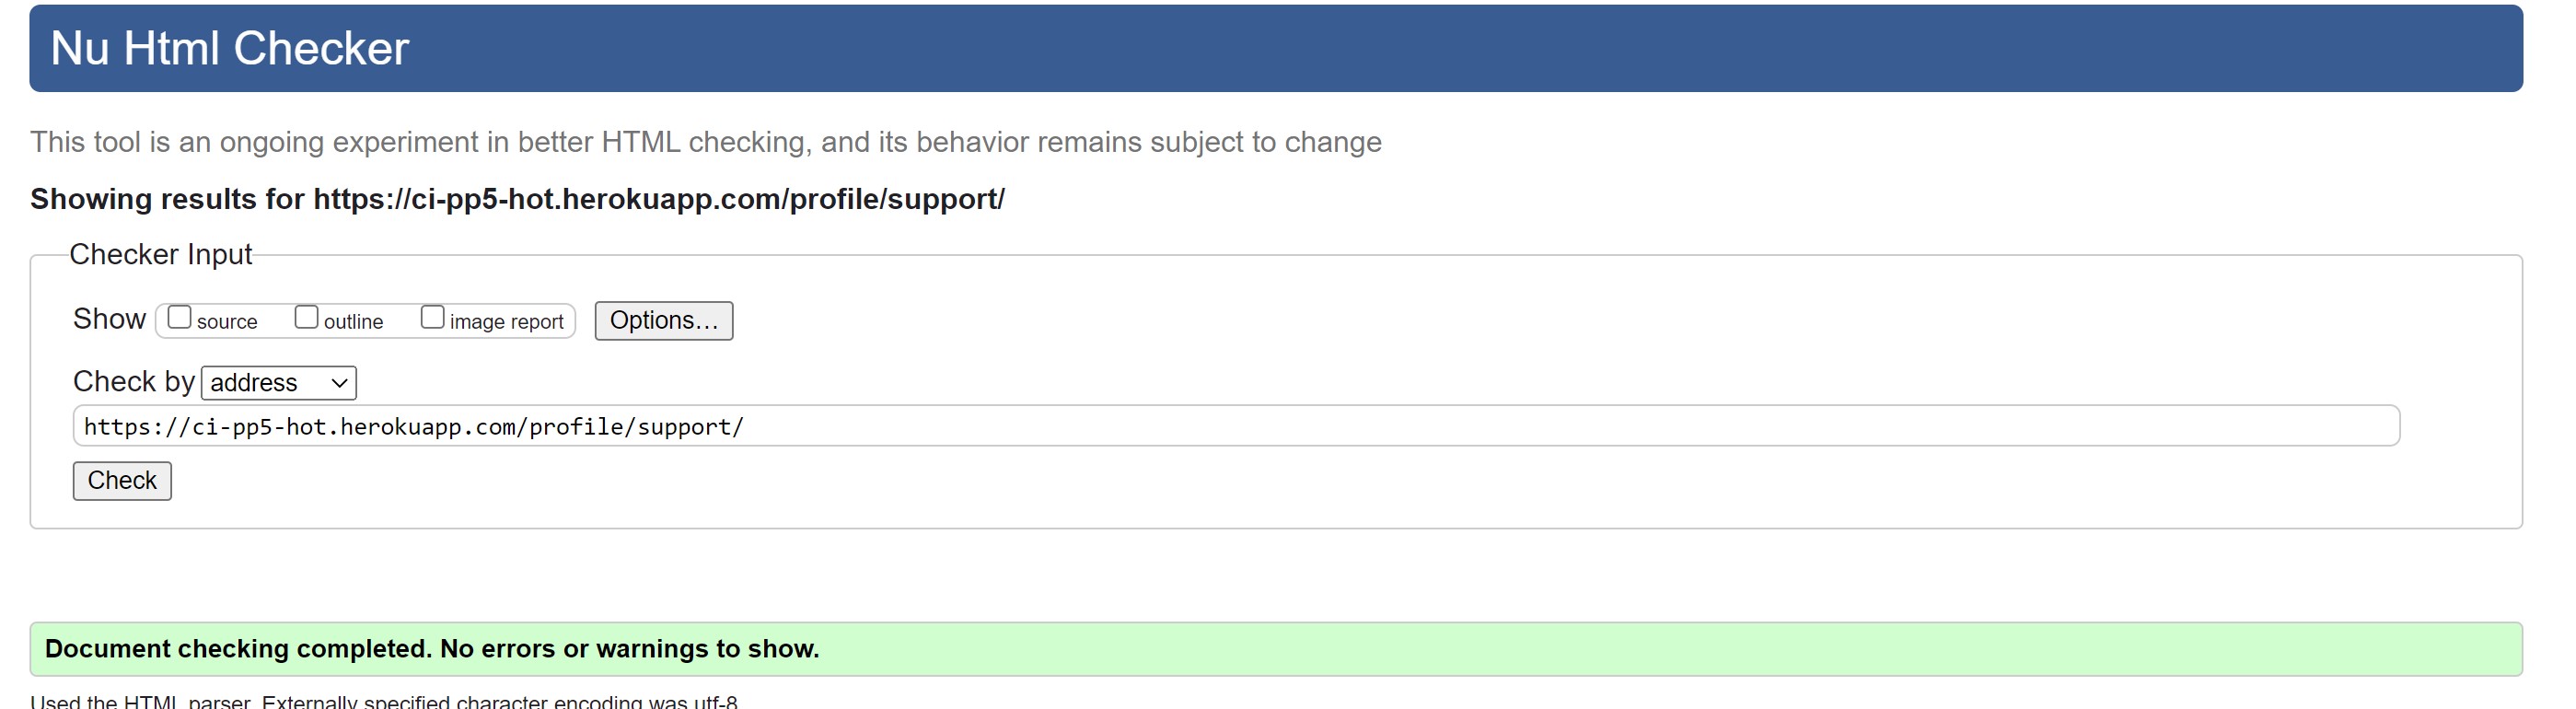 Nu Html Checker
This tool is an ongoing experiment in better HTML checking, and its behavior remains subject to change
Showing results for https://ci-pp5-hot.herokuapp.com/profile/support/
Checker Input
Show source outline image report Options...
Check by address
https://ci-pp5-hot.herokuapp.com/profile/support/
Check
Document checking completed. No errors or warnings to show.
Used the HTML parser. Externally specified character encoding was utf-8